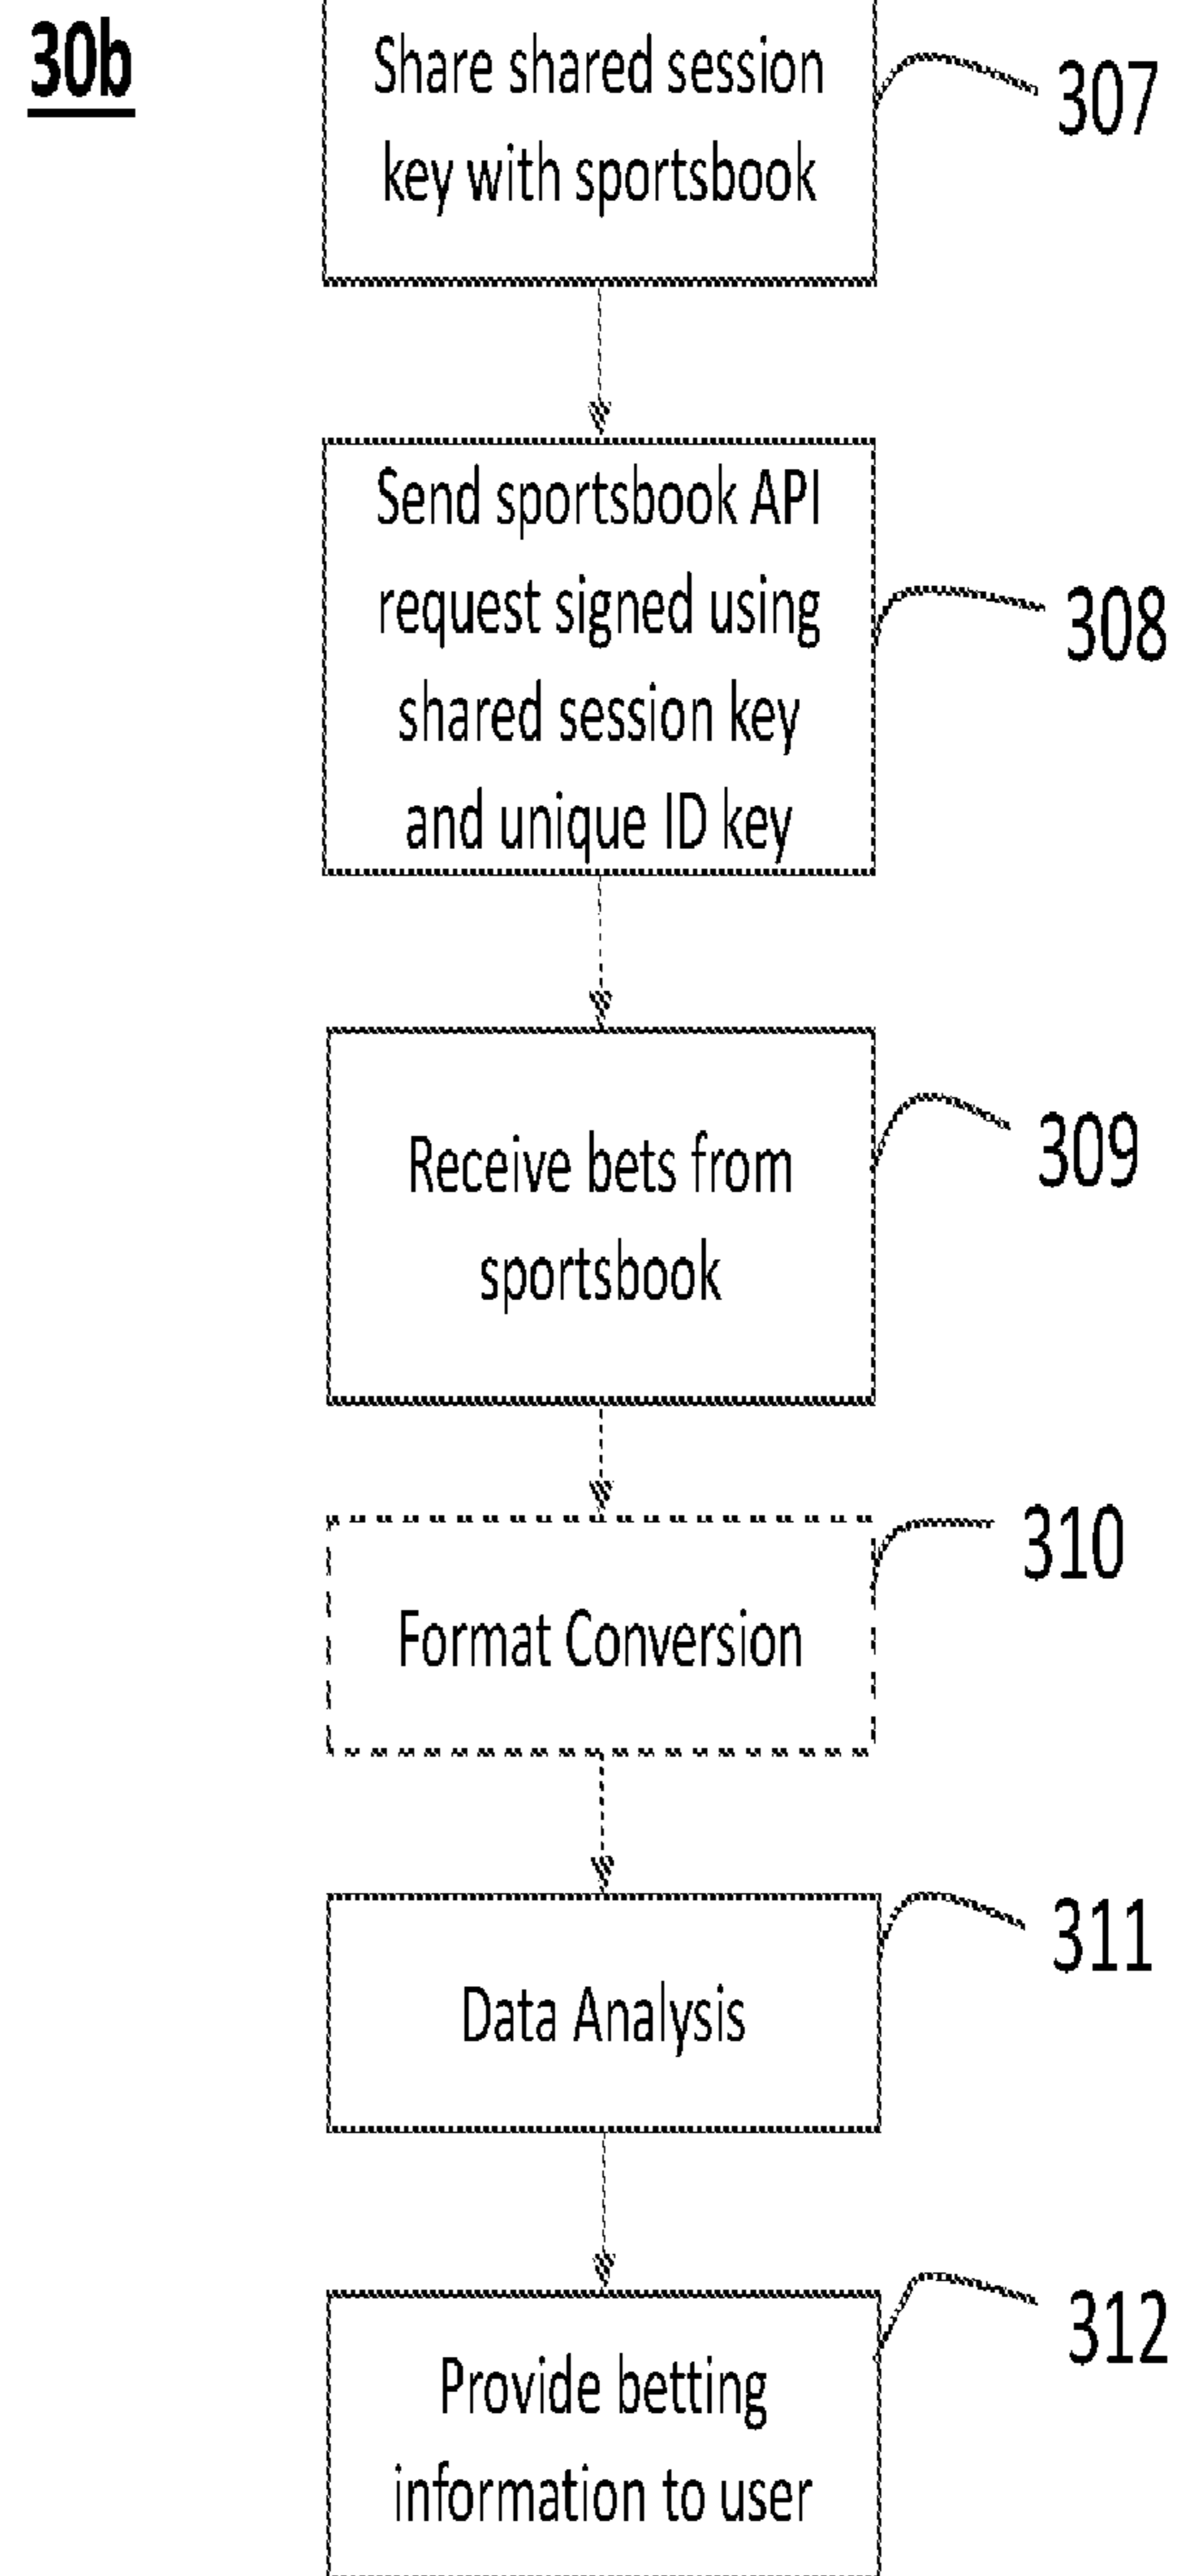 30b
Share shared session
key with sportsbook
307
Send sportsbook API
request signed using
shared session key
and unique ID key
308
Receive bets from
sportsbook
309
Format Conversion
310
Data Analysis
311
Provide betting
information to user
312